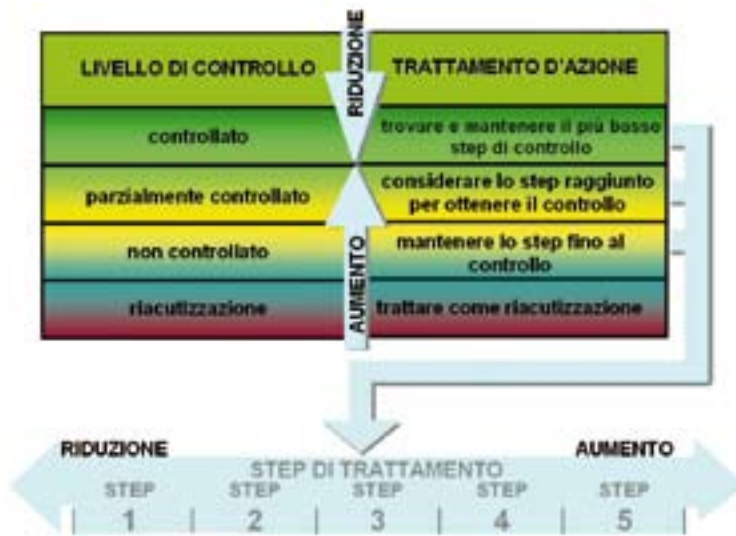 LIVELLO DI CONTROLLO
RIDUZIONE
TRATTAMENTO D'AZIONE
controllato
trovare e mantenere il più basso
step di controllo
parzialmente controllato
considerare lo step raggiunto
per ottenere il controllo
non controllato
AUMENTO
mantenere lo step fino al
controllo
riacutizzazione
trattare come riacutizzazione
RIDUZIONE
AUMENTO
STEP DI TRATTAMENTO
STEP STEP STEP STEP STEP
1 2 3 4 5